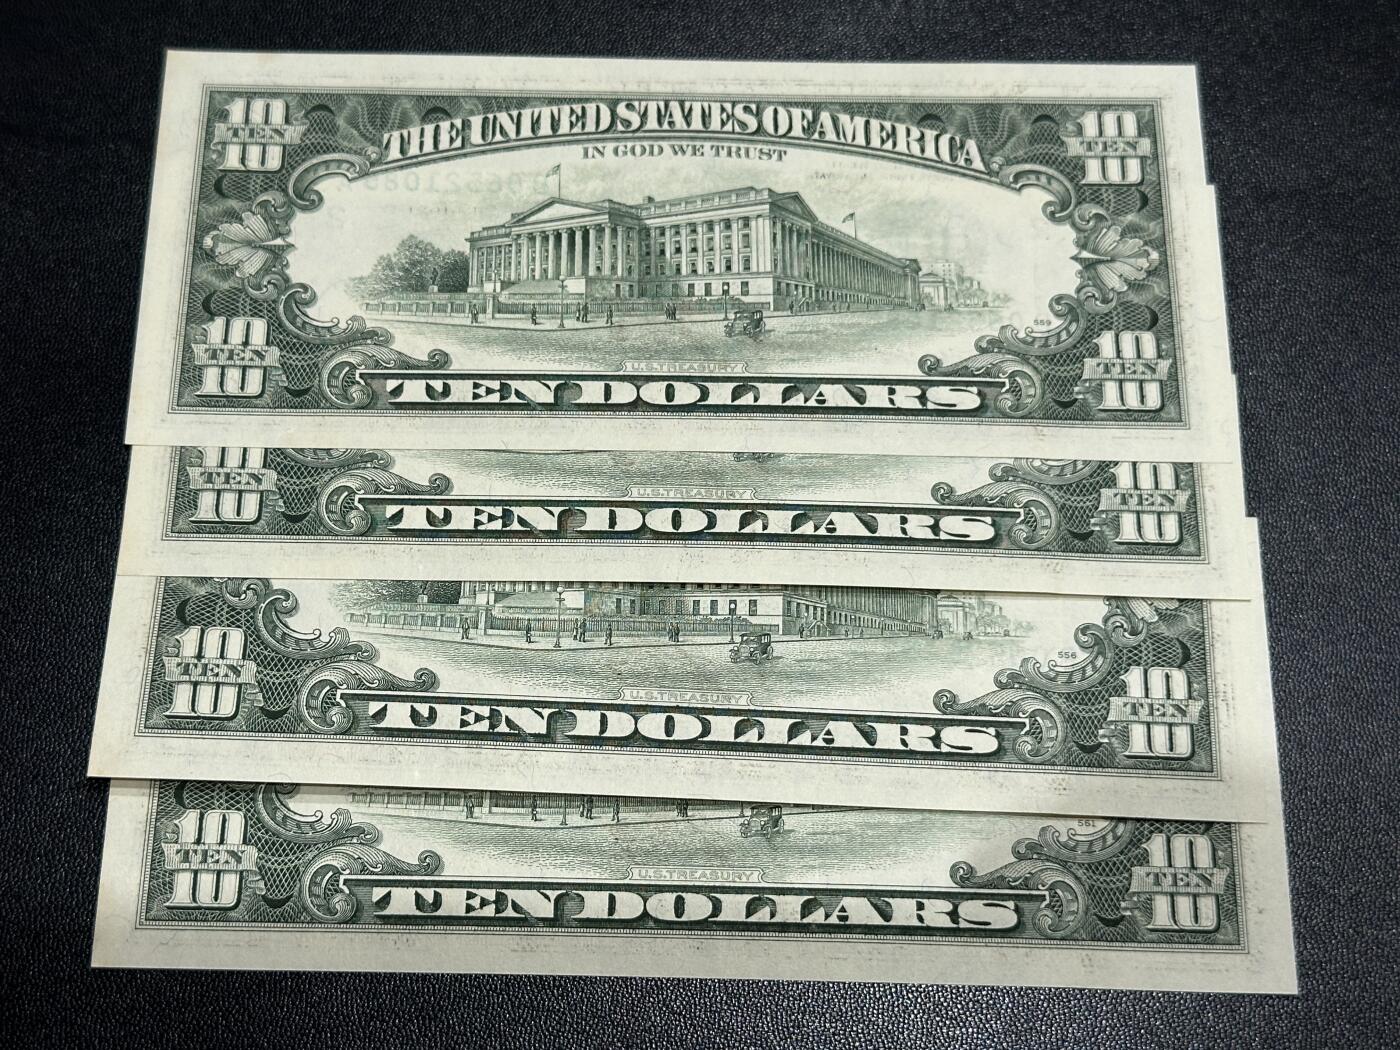 10 10
TEN TEN
10 10
THE UNITED STATES OF AMERICA
IN GOD WE TRUST
10 559 10
TEN TEN
10 10
U.S. TREASURY
TEN DOLLARS
10 10
TEN TEN
10 10
U.S. TREASURY
TEN DOLLARS
556
10 10
TEN TEN
10 10
U.S. TREASURY
TEN DOLLARS
561
10 10
TEN TEN
10 10
U.S. TREASURY
TEN DOLLARS